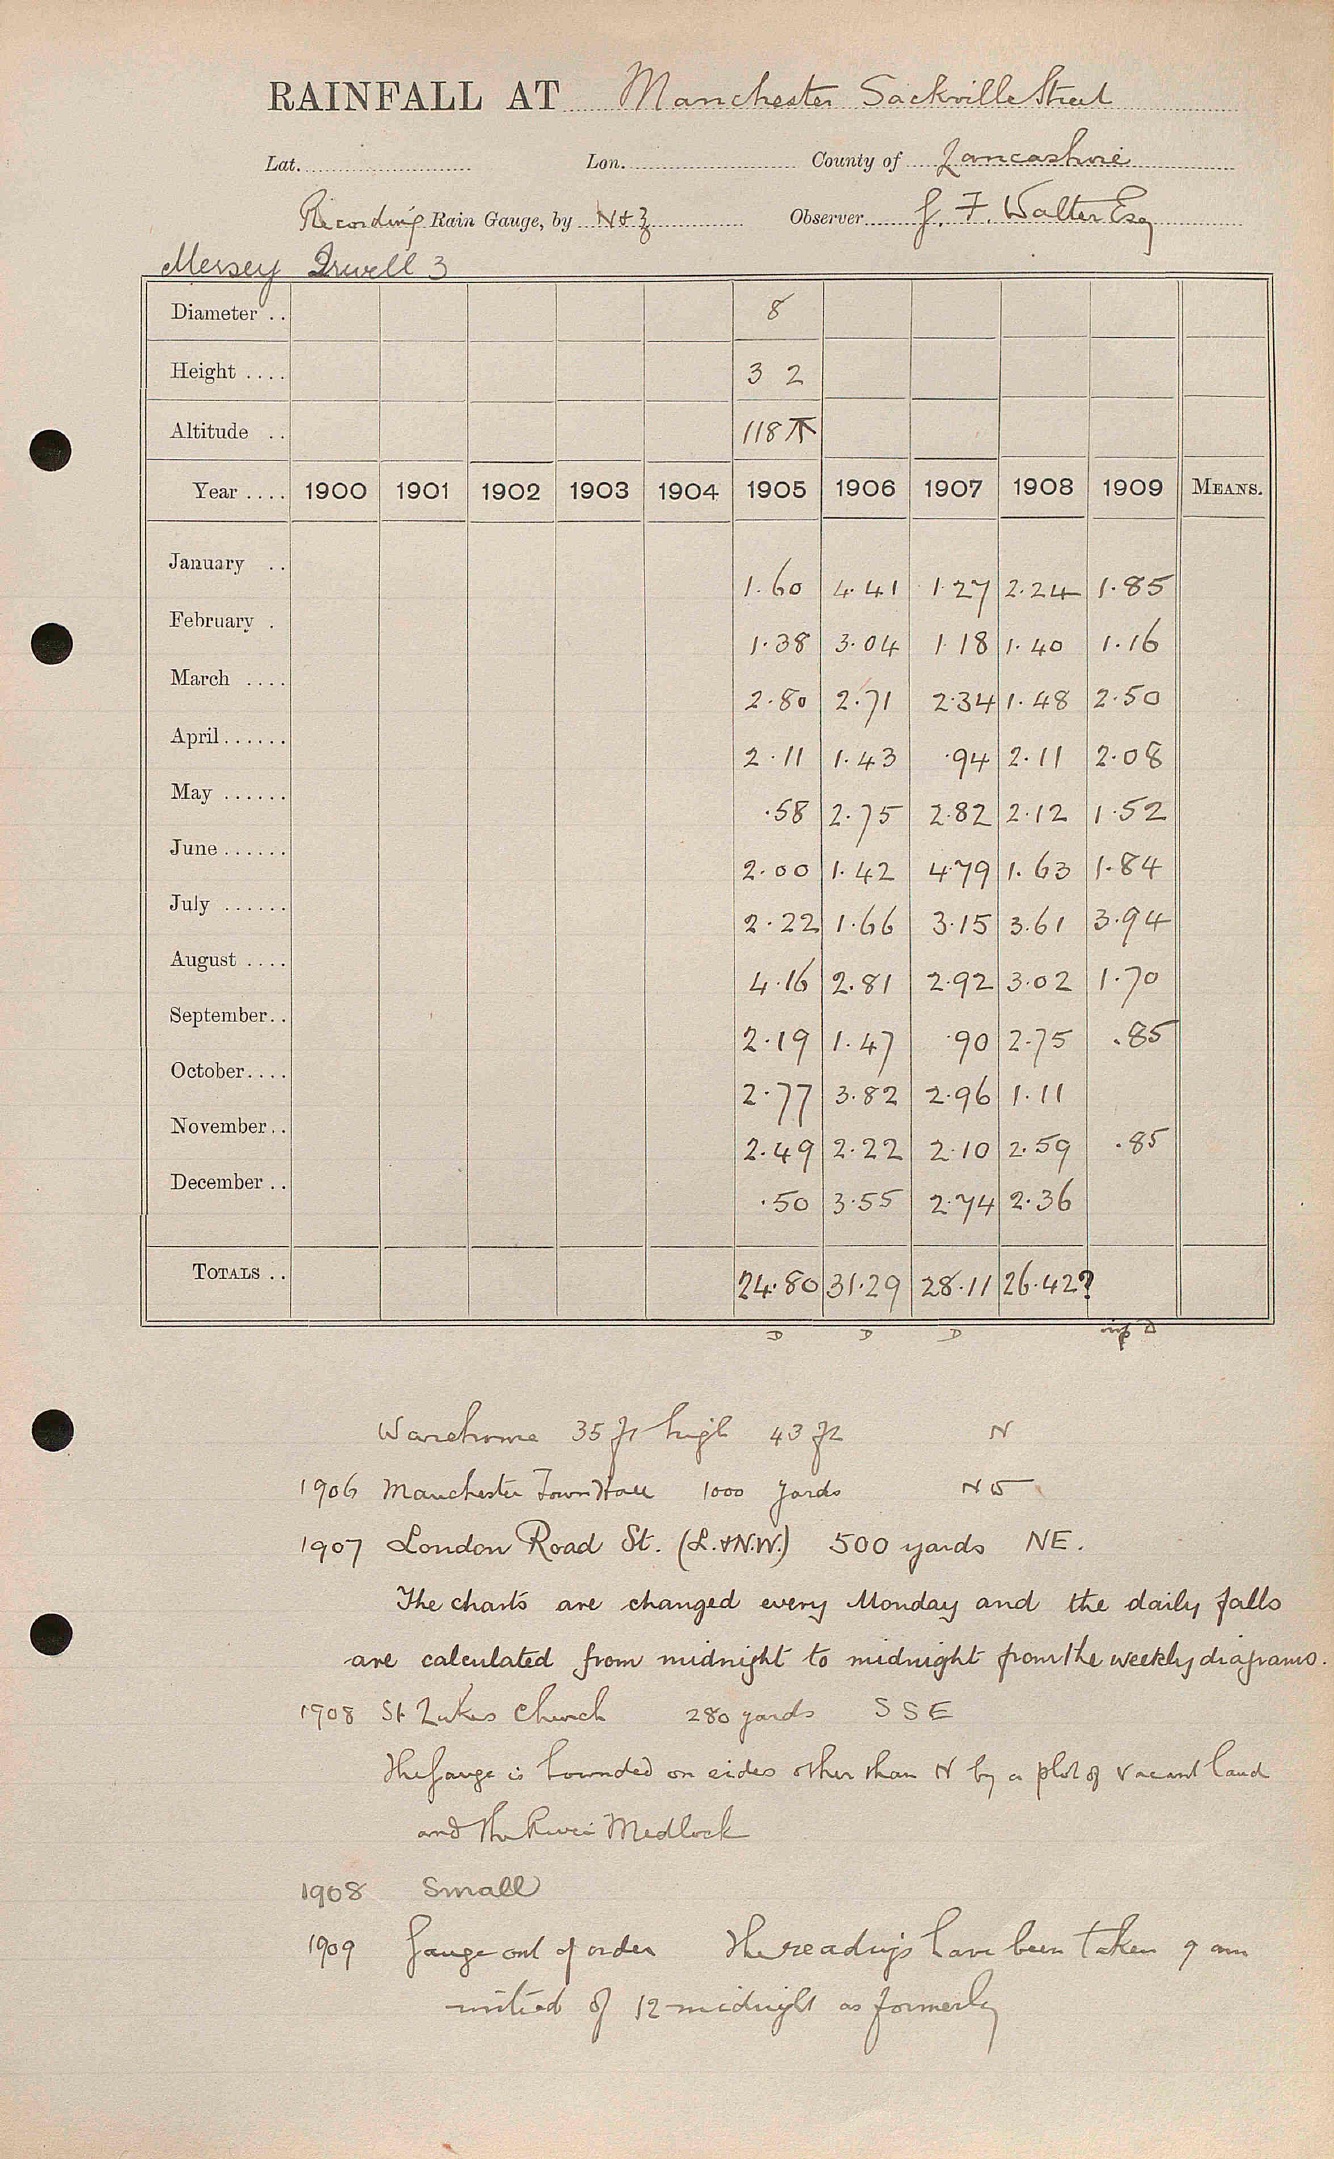 RAINFALL AT Manchester Sackville Street
Lat. Lon. County of Lancashire
Recording Rain Gauge, by N & Z Observer J. F. Walter Esq
Mersey Irwell 3
Diameter .. 8
Height .... 3 2
Altitude .. 118
Year .... 1900 1901 1902 1903 1904 1905 1906 1907 1908 1909 MEANS.
January .. 1.60 4.41 1.27 2.24 1.85
February . 1.38 3.04 1.18 1.40 1.16
March .... 2.80 2.71 2.34 1.48 2.50
April ...... 2.11 1.43 .94 2.11 2.08
May ...... .58 2.75 2.82 2.12 1.52
June ...... 2.00 1.42 4.79 1.63 1.84
July ...... 2.22 1.66 3.15 3.61 3.94
August .... 4.16 2.81 2.92 3.02 1.70
September.. 2.19 1.47 .90 2.75 .85
October.... 2.77 3.82 2.96 1.11
November.. 2.49 2.22 2.10 2.59 .85
December .. .50 3.55 2.74 2.36
TOTALS .. 24.80 31.29 28.11 26.42?
D D D D
Warehouse 35 ft high 43 ft N
1906 Manchester Town Hall 1000 yards N
1907 London Road St. (L.&N.W.) 500 yards NE.
The charts are changed every Monday and the daily falls
are calculated from midnight to midnight from the weekly diagrams.
1908 St Lukes Church 280 yards SSE
The gauge is bounded on sides other than N by a plot of vacant land
and the River Medlock
1908 Small
1909 Gauge out of order The readings have been taken 9 am
instead of 12 midnight as formerly